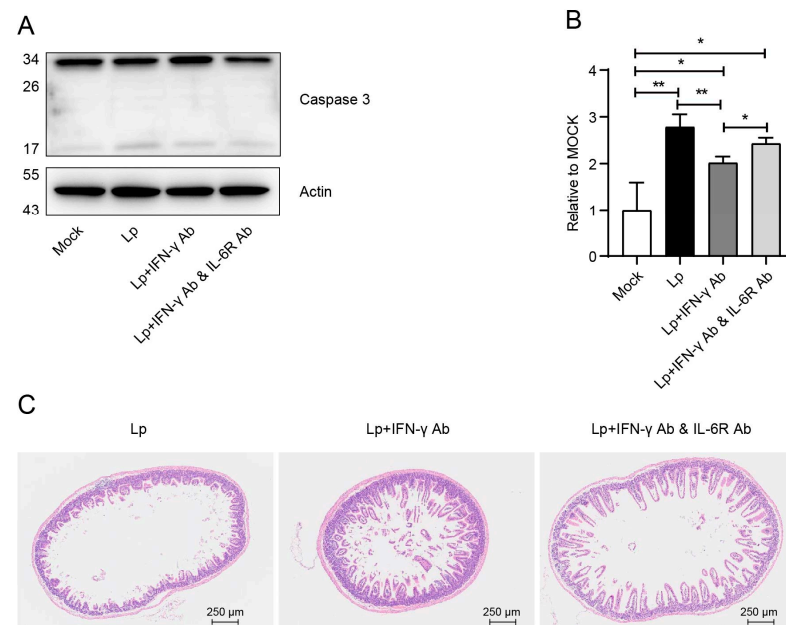 A
34
26
17
Caspase 3
55
43
Actin
Mock
Lp
Lp+IFN-γ Ab
Lp+IFN-γ Ab & IL-6R Ab
B
*
*
**
**
*
Relative to MOCK
4
3
2
1
0
Mock
Lp
Lp+IFN-γ Ab
Lp+IFN-γ Ab & IL-6R Ab
C
Lp
Lp+IFN-γ Ab
Lp+IFN-γ Ab & IL-6R Ab
250 μm
250 μm
250 μm